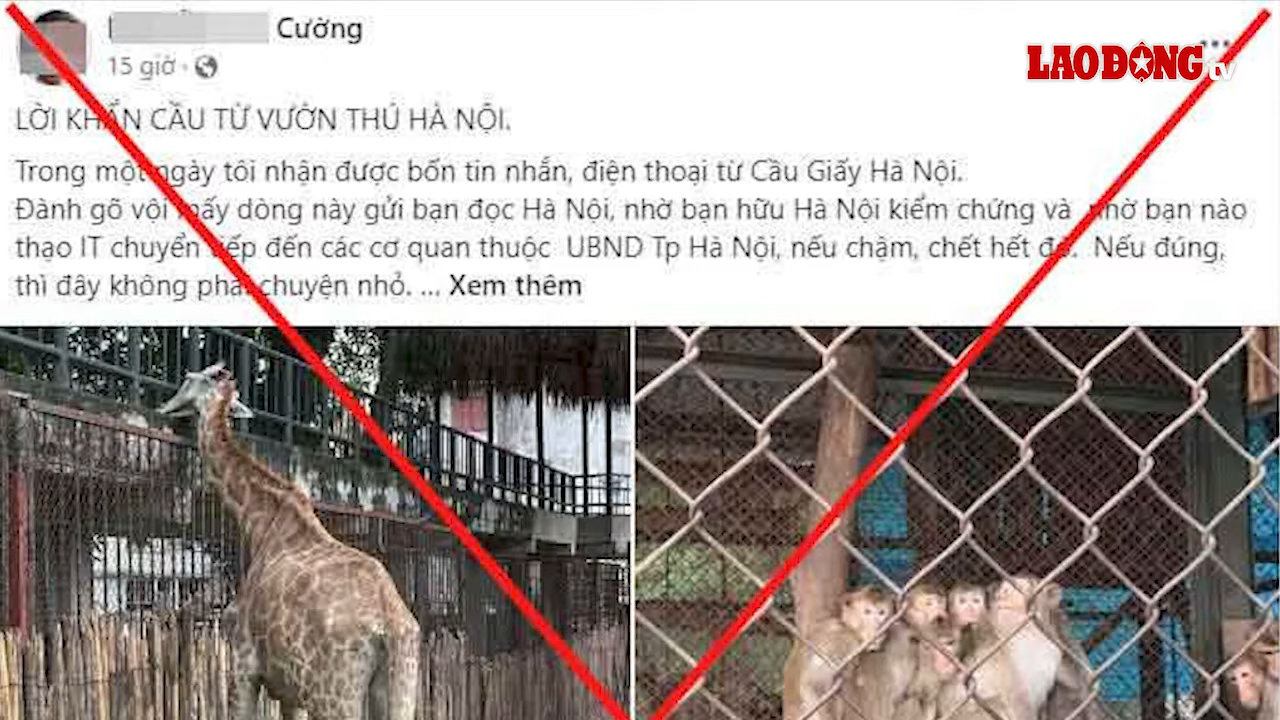 Cường
15 giờ
LAO ĐỘNG tv
LỜI KHẨN CẦU TỪ VƯỜN THÚ HÀ NỘI.
Trong một ngày tôi nhận được bốn tin nhắn, điện thoại từ Cầu Giấy Hà Nội.
Đành gõ vội mấy dòng này gửi bạn đọc Hà Nội, nhờ bạn hữu Hà Nội kiểm chứng và nhờ bạn nào
thạo IT chuyển tiếp đến các cơ quan thuộc UBND Tp Hà Nội, nếu chậm, chết hết đó. Nếu đúng,
thì đây không phải chuyện nhỏ. ... Xem thêm